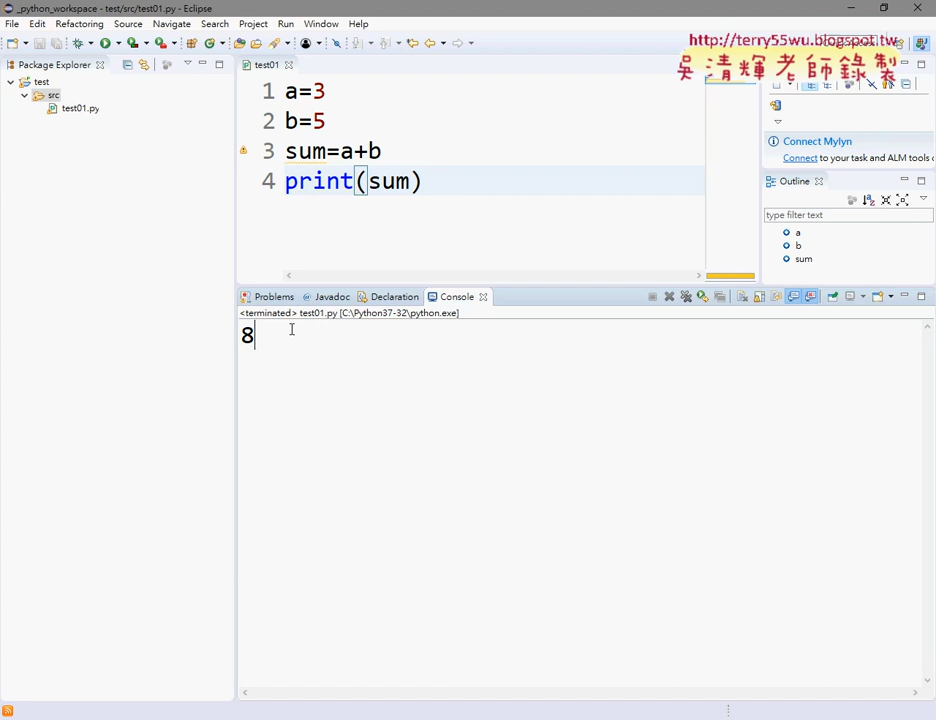 _python_workspace - test/src/test01.py - Eclipse
File Edit Refactoring Source Navigate Search Project Run Window Help
http://terry55wu.blogspot.tw
吳清輝老師錄製
Package Explorer
test
src
test01.py
test01
1 a=3
2 b=5
3 sum=a+b
4 print(sum)
Connect Mylyn
Connect to your task and ALM tools
Outline
type filter text
a
b
sum
Problems Javadoc Declaration Console
<terminated> test01.py [C:\Python37-32\python.exe]
8